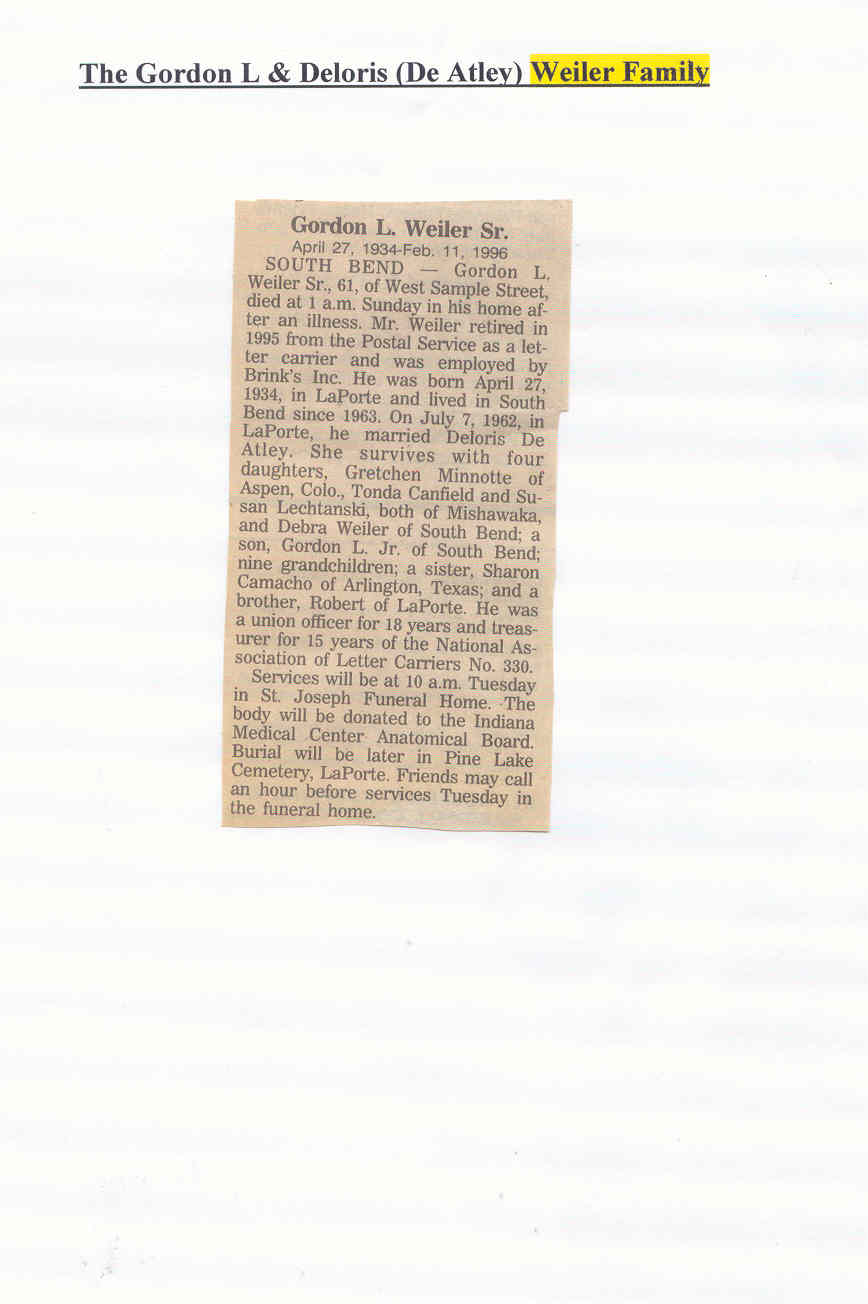 The Gordon L & Deloris (De Atley) Weiler Family
Gordon L. Weiler Sr.
April 27, 1934-Feb. 11, 1996
SOUTH BEND — Gordon L.
Weiler Sr., 61, of West Sample Street,
died at 1 a.m. Sunday in his home af-
ter an illness. Mr. Weiler retired in
1995 from the Postal Service as a let-
ter carrier and was employed by
Brink's Inc. He was born April 27,
1934, in LaPorte and lived in South
Bend since 1963. On July 7, 1962, in
LaPorte, he married Deloris De
Atley. She survives with four
daughters, Gretchen Minnotte of
Aspen, Colo., Tonda Canfield and Su-
san Lechtanski, both of Mishawaka,
and Debra Weiler of South Bend; a
son, Gordon L. Jr. of South Bend;
nine grandchildren; a sister, Sharon
Camacho of Arlington, Texas; and a
brother, Robert of LaPorte. He was
a union officer for 18 years and treas-
urer for 15 years of the National As-
sociation of Letter Carriers No. 330.
Services will be at 10 a.m. Tuesday
in St. Joseph Funeral Home. The
body will be donated to the Indiana
Medical Center Anatomical Board.
Burial will be later in Pine Lake
Cemetery, LaPorte. Friends may call
an hour before services Tuesday in
the funeral home.